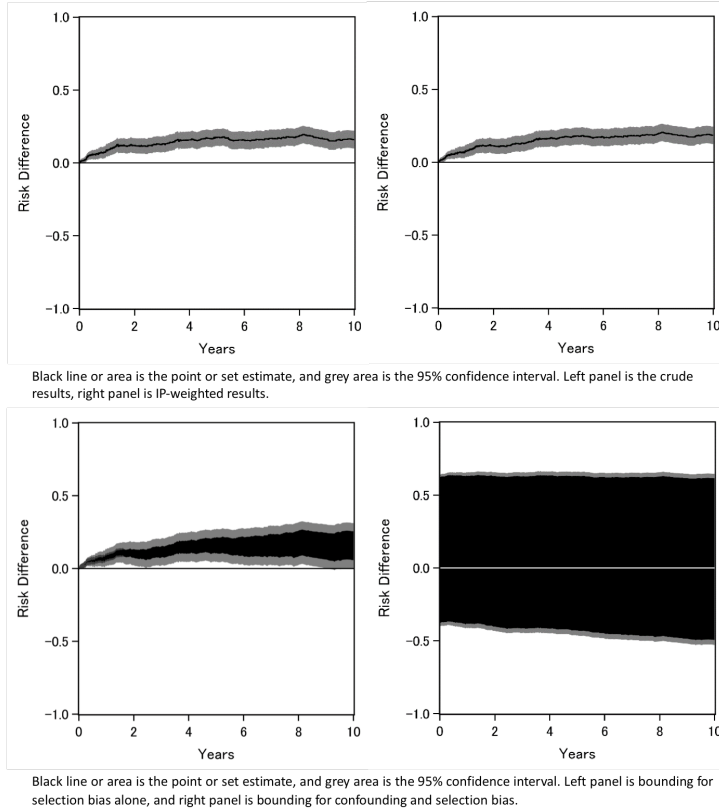 1.0
0.5
0.0
−0.5
−1.0
Risk Difference
0 2 4 6 8 10
Years
1.0
0.5
0.0
−0.5
−1.0
Risk Difference
0 2 4 6 8 10
Years
Black line or area is the point or set estimate, and grey area is the 95% confidence interval. Left panel is the crude
results, right panel is IP-weighted results.
1.0
0.5
0.0
−0.5
−1.0
Risk Difference
0 2 4 6 8 10
Years
1.0
0.5
0.0
−0.5
−1.0
Risk Difference
0 2 4 6 8 10
Years
Black line or area is the point or set estimate, and grey area is the 95% confidence interval. Left panel is bounding for
selection bias alone, and right panel is bounding for confounding and selection bias.